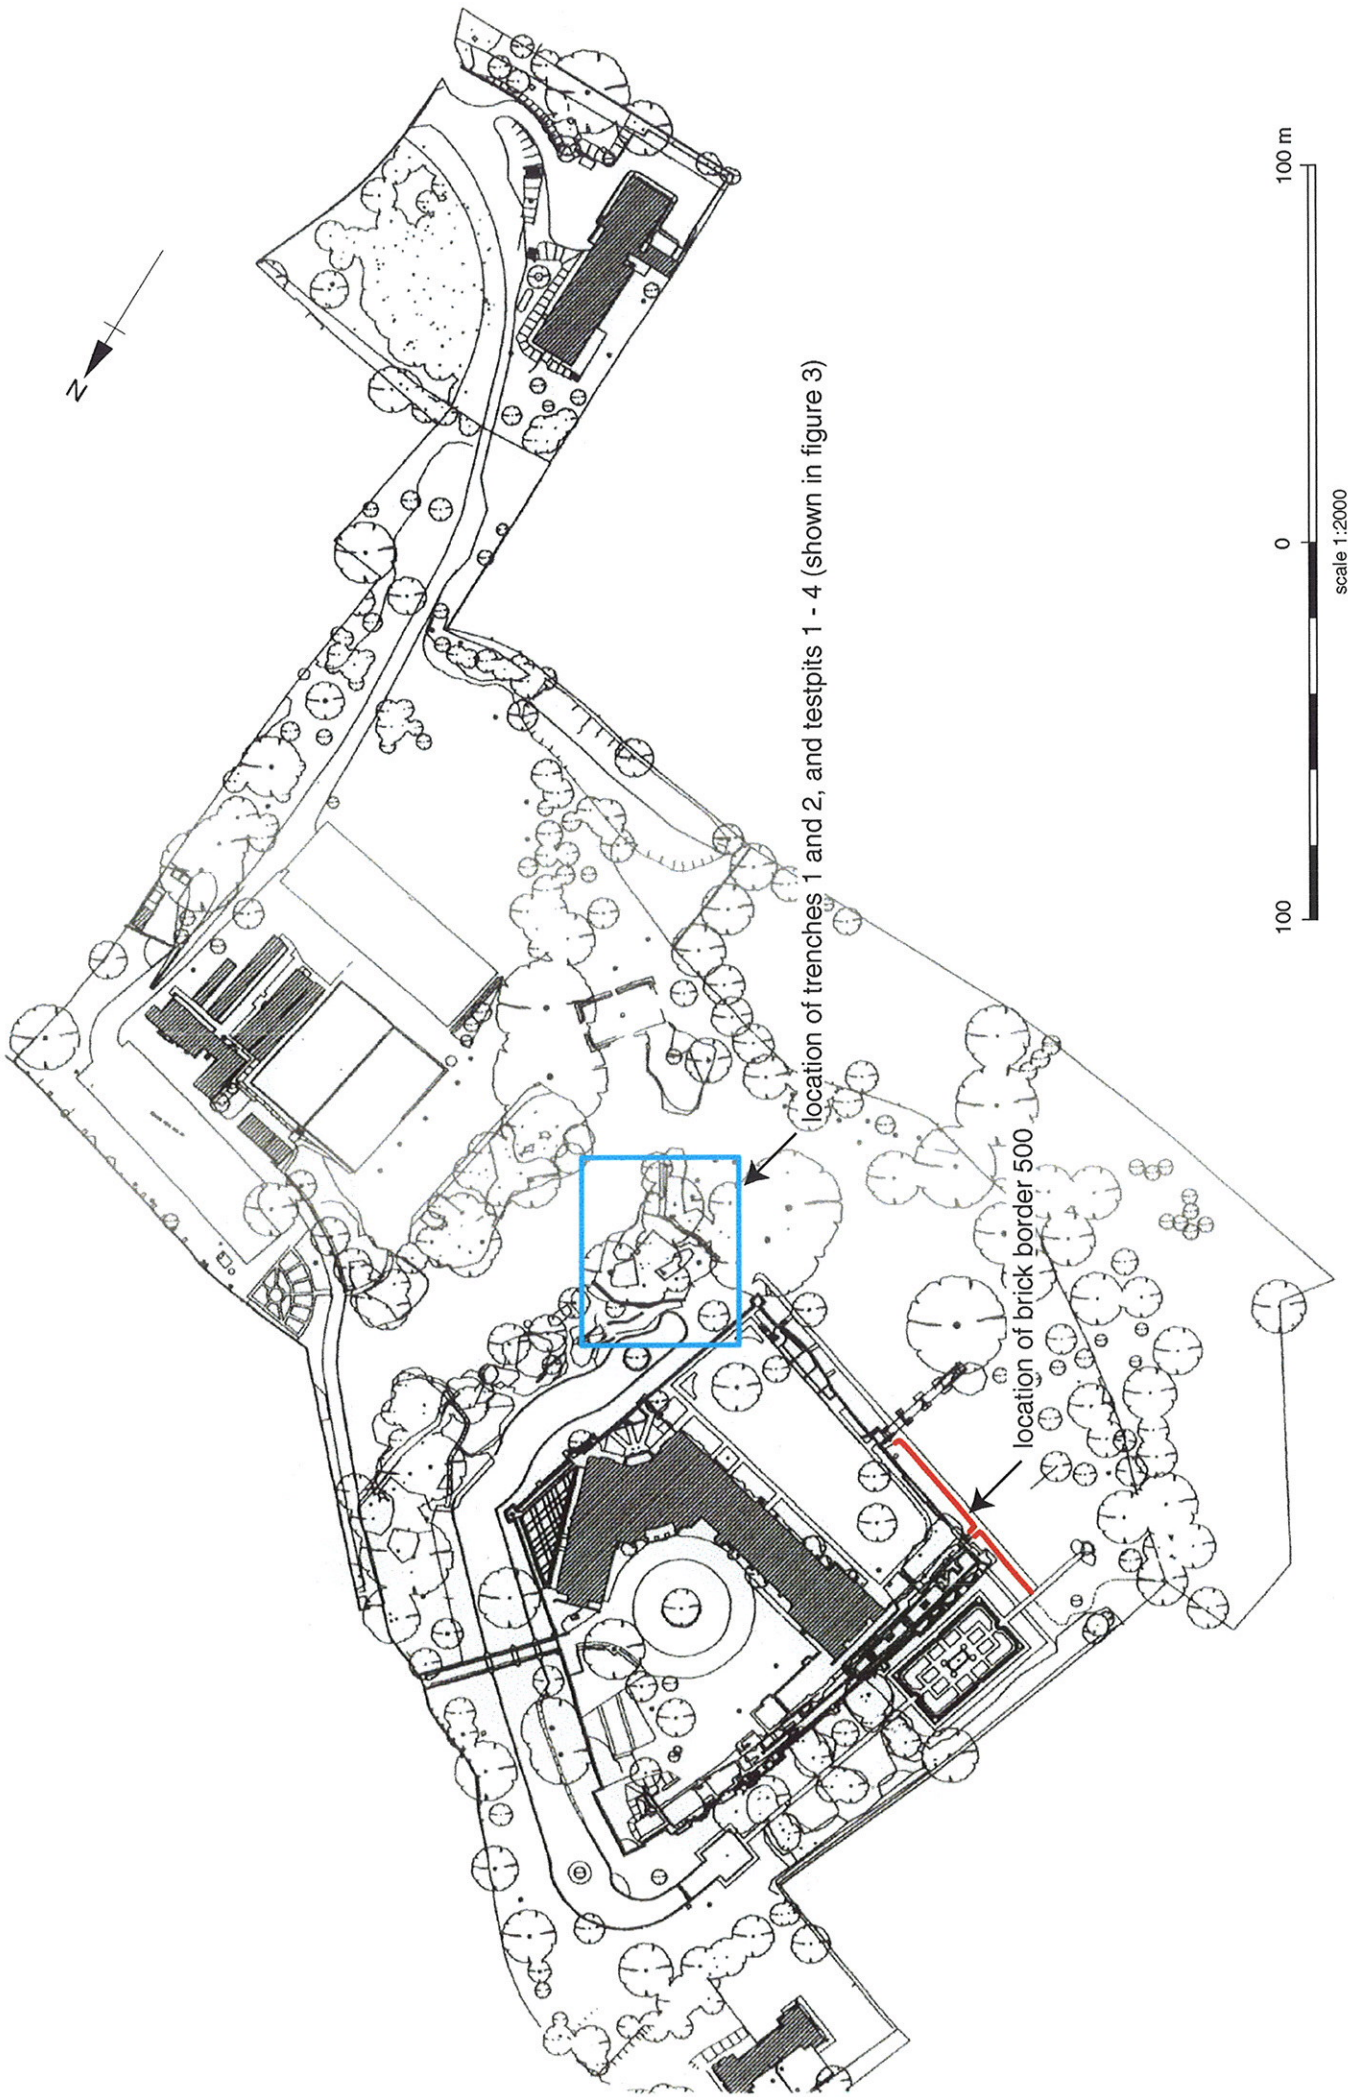 N
location of trenches 1 and 2, and testpits 1 - 4 (shown in figure 3)
location of brick border 500
100
0
100 m
scale 1:2000